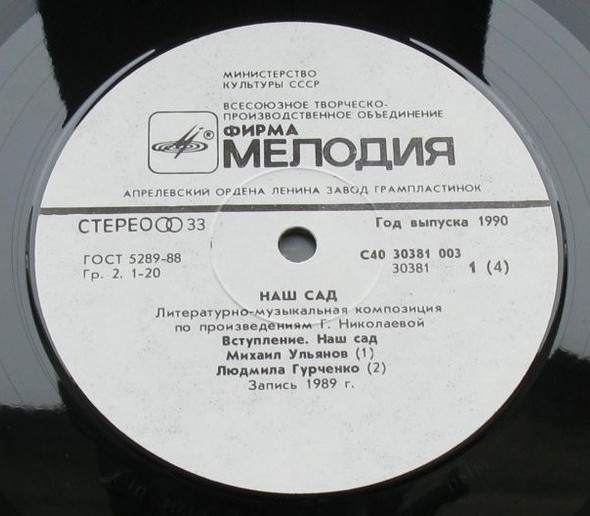 МИНИСТЕРСТВО
КУЛЬТУРЫ СССР
ВСЕСОЮЗНОЕ ТВОРЧЕСКО-
ПРОИЗВОДСТВЕННОЕ ОБЪЕДИНЕНИЕ
ФИРМА
® МЕЛОДИЯ
АПРЕЛЕВСКИЙ ОРДЕНА ЛЕНИНА ЗАВОД ГРАМПЛАСТИНОК
СТЕРЕО 33
Год выпуска 1990
ГОСТ 5289-88
Гр. 2. 1-20
С40 30381 003
30381 1 (4)
НАШ САД
Литературно-музыкальная композиция
по произведениям Г. Николаевой
Вступление. Наш сад
Михаил Ульянов (1)
Людмила Гурченко (2)
Запись 1989 г.